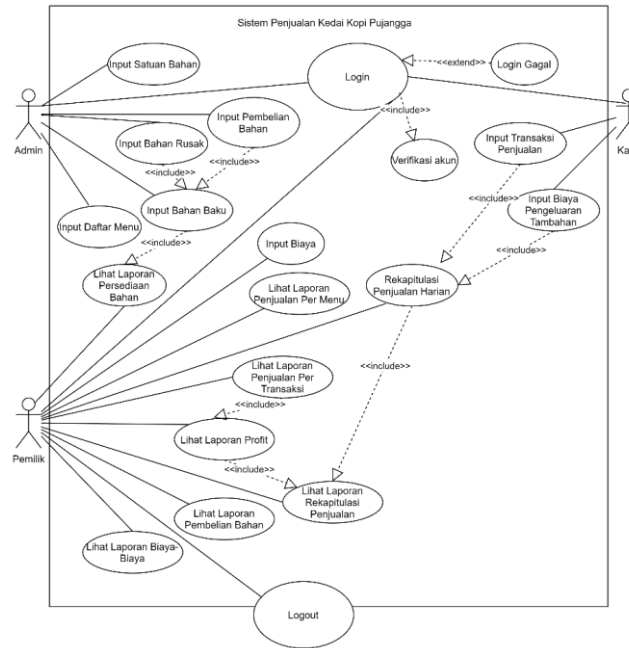 Sistem Penjualan Kedai Kopi Pujangga
Input Satuan Bahan
Login
<<extend>>
Login Gagal
Admin
Input Pembelian
Bahan
Input Bahan Rusak
<<include>>
<<include>>
<<include>>
Verifikasi akun
Input Transaksi
Penjualan
Ka
Input Daftar Menu
Input Bahan Baku
<<include>>
<<include>>
Input Biaya
Pengeluaran
Tambahan
<<include>>
Lihat Laporan
Persediaan
Bahan
Input Biaya
Lihat Laporan
Penjualan Per Menu
Rekapitulasi
Penjualan Harian
Lihat Laporan
Penjualan Per
Transaksi
<<include>>
<<include>>
Pemilik
Lihat Laporan Profit
<<include>>
Lihat Laporan
Rekapitulasi
Penjualan
Lihat Laporan
Pembelian Bahan
Lihat Laporan Biaya-
Biaya
Logout